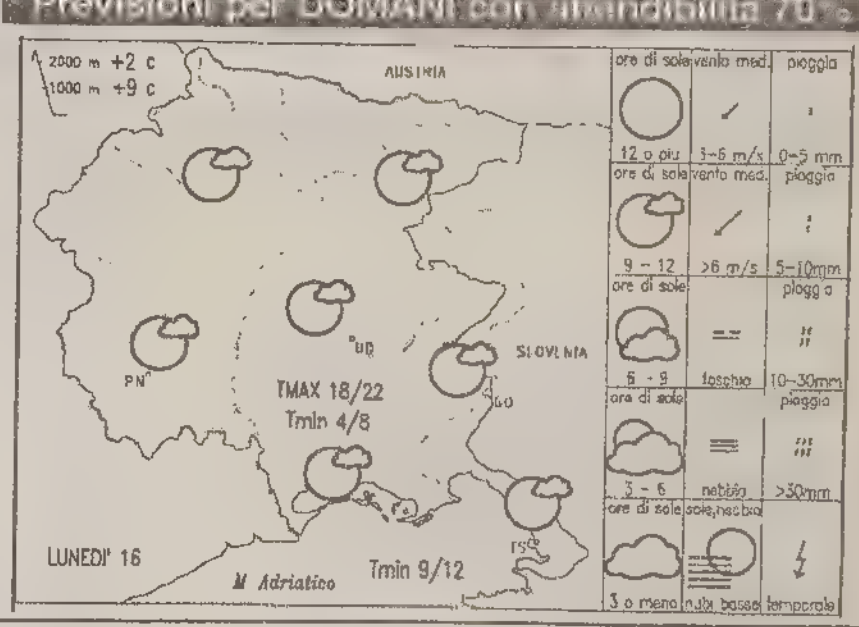 Previsioni per DOMANI con attendibilità 70%
2000 m +2 c
1000 m +9 c
AUSTRIA
SLOVENIA
UD
PN
GO
TMAX 18/22
Tmin 4/8
TS
LUNEDI' 16
M Adriatico
Tmin 9/12
ore di sole vento med. pioggia
12 o piu 3-6 m/s 0-5 mm
ore di sole vento med. pioggia
9 - 12 >6 m/s 5-10mm
ore di sole pioggia
6 - 9 foschia 10-30mm
ore di sole pioggia
3 - 6 nebbia >30mm
ore di sole sole,nebbia
3 o meno nubi basse temporale